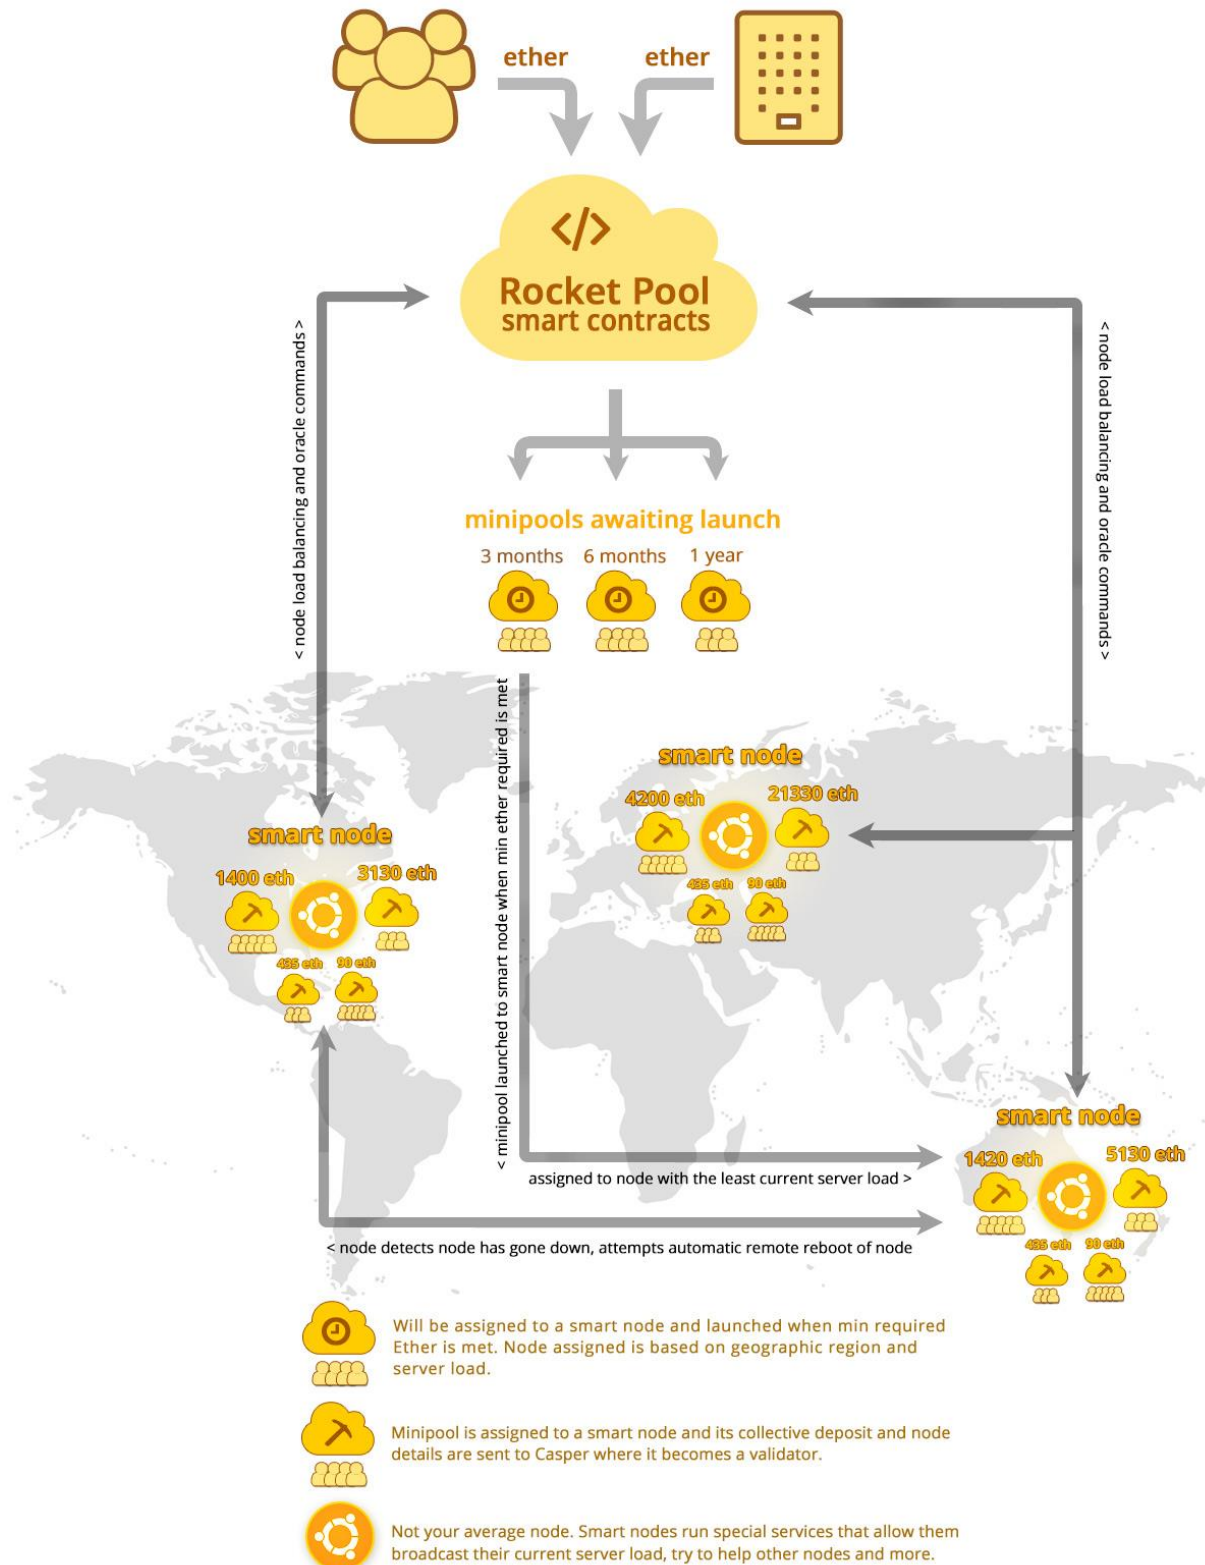 ether
ether
</>
Rocket Pool
smart contracts
< node load balancing and oracle commands >
< node load balancing and oracle commands >
minipools awaiting launch
3 months
6 months
1 year
< minipool launched to smart node when min ether required is met
smart node
4200 eth
21330 eth
435 eth
90 eth
smart node
1400 eth
3130 eth
435 eth
90 eth
smart node
1420 eth
5130 eth
435 eth
90 eth
assigned to node with the least current server load >
< node detects node has gone down, attempts automatic remote reboot of node
Will be assigned to a smart node and launched when min required
Ether is met. Node assigned is based on geographic region and
server load.
Minipool is assigned to a smart node and its collective deposit and node
details are sent to Casper where it becomes a validator.
Not your average node. Smart nodes run special services that allow them
broadcast their current server load, try to help other nodes and more.